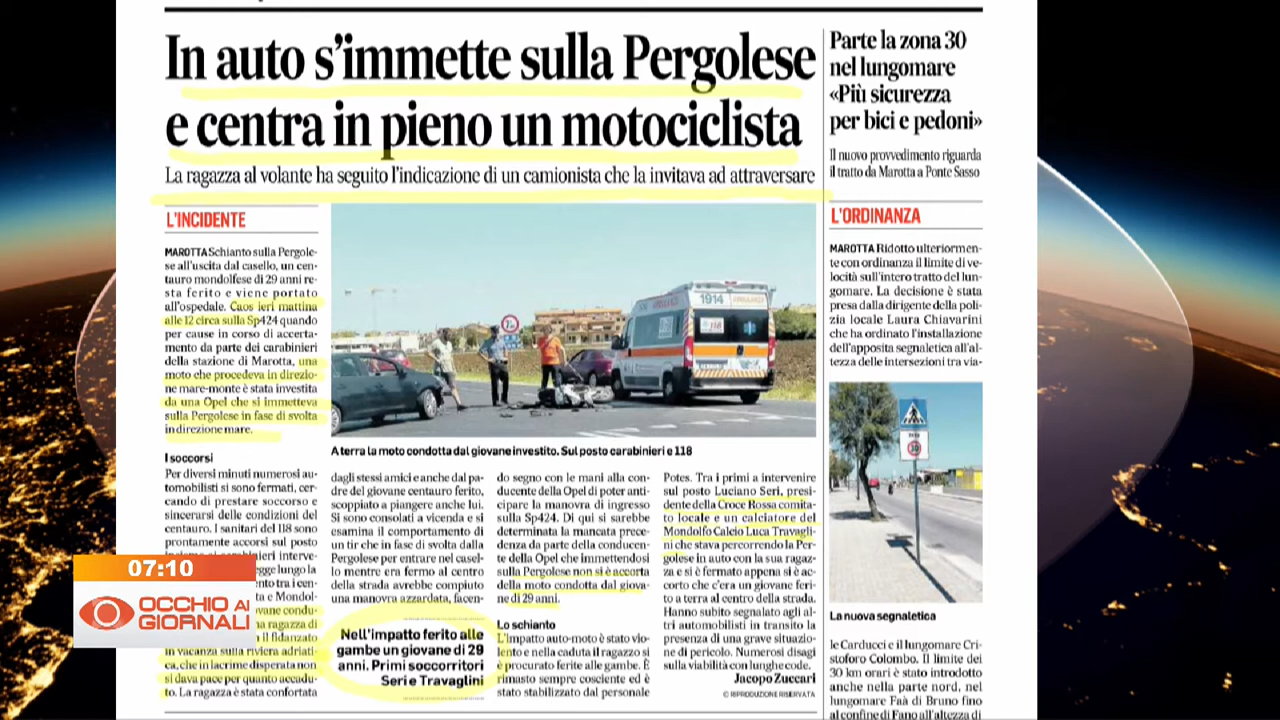 In auto s'immette sulla Pergolese
e centra in pieno un motociclista
La ragazza al volante ha seguito l'indicazione di un camionista che la invitava ad attraversare
L'INCIDENTE
MAROTTA Schianto sulla Pergole-
se all'uscita dal casello, un cen-
tauro mondolfese di 29 anni re-
sta ferito e viene portato
all'ospedale. Caos ieri mattina
alle 12 circa sulla Sp424 quando
per cause in corso di accerta-
mento da parte dei carabinieri
della stazione di Marotta, una
moto che procedeva in direzio-
ne mare-monte è stata investita
da una Opel che si immetteva
sulla Pergolese in fase di svolta
in direzione mare.
I soccorsi
Per diversi minuti numerosi au-
tomobilisti si sono fermati, cer-
cando di prestare soccorso e
sincerarsi delle condizioni del
centauro. I sanitari del 118 sono
prontamente accorsi sul posto
interve-
legge lungo la
tra i cen-
e Mondol-
giovane condu-
ragazza di
il fidanzato
in vacanza sulla riviera adriati-
ca, che in lacrime disperata non
si dava pace per quanto accadu-
to. La ragazza è stata confortata
1914 AMBULANZA
118
A terra la moto condotta dal giovane investito. Sul posto carabinieri e 118
dagli stessi amici e anche dal pa-
dre del giovane centauro ferito,
scoppiato a piangere anche lui.
Si sono consolati a vicenda e si
esamina il comportamento di
un tir che in fase di svolta dalla
Pergolese per entrare nel casel-
lo mentre era fermo al centro
della strada avrebbe compiuto
una manovra azzardata, facen-
Nell'impatto ferito alle
gambe un giovane di 29
anni. Primi soccorritori
Seri e Travaglini
do segno con le mani alla con-
ducente della Opel di poter anti-
cipare la manovra di ingresso
sulla Sp424. Di qui si sarebbe
determinata la mancata prece-
denza da parte della conducen-
te della Opel che immettendosi
sulla Pergolese non si è accorta
della moto condotta dal giova-
ne di 29 anni.
Lo schianto
L'impatto auto-moto è stato vio-
lento e nella caduta il ragazzo si
è procurato ferite alle gambe. È
rimasto sempre cosciente ed è
stato stabilizzato dal personale
Potes. Tra i primi a intervenire
sul posto Luciano Seri, presi-
dente della Croce Rossa comita-
to locale e un calciatore del
Mondolfo Calcio Luca Travagli-
ni che stava percorrendo la Per-
golese in auto con la sua ragaz-
za e si è fermato appena si è ac-
corto che c'era un giovane feri-
to a terra al centro della strada.
Hanno subito segnalato agli al-
tri automobilisti in transito la
presenza di una grave situazio-
ne di pericolo. Numerosi disagi
sulla viabilità con lunghe code.
Jacopo Zuccari
© RIPRODUZIONE RISERVATA
Parte la zona 30
nel lungomare
«Più sicurezza
per bici e pedoni»
Il nuovo provvedimento riguarda
il tratto da Marotta a Ponte Sasso
L'ORDINANZA
MAROTTA Ridotto ulteriormen-
te con ordinanza il limite di ve-
locità sull'intero tratto del lun-
gomare. La decisione è stata
presa dalla dirigente della poli-
zia locale Laura Chiavarini
che ha ordinato l'installazione
dell'apposita segnaletica all'al-
tezza delle intersezioni tra via-
30
La nuova segnaletica
le Carducci e il lungomare Cri-
stoforo Colombo. Il limite dei
30 km orari è stato introdotto
anche nella parte nord, nel
lungomare Faà di Bruno fino
al confine di Fano all'altezza di
07:10
OCCHIO AI
GIORNALI